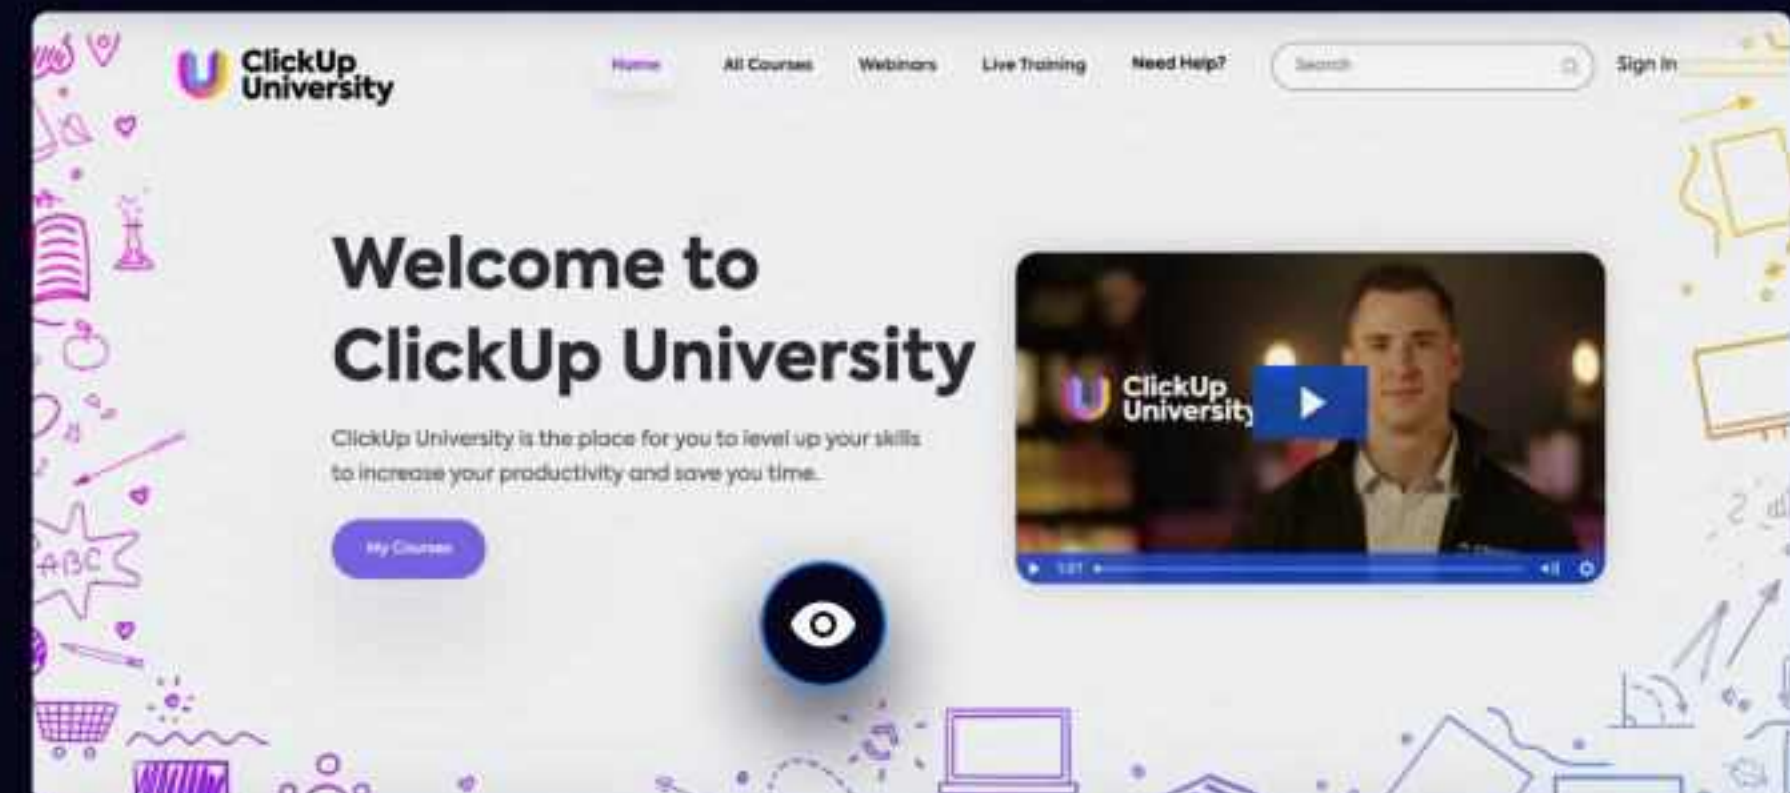 ClickUp
University
Home
All Courses
Webinars
Live Training
Need Help?
Search
Sign In
Welcome to
ClickUp University
ClickUp University is the place for you to level up your skills
to increase your productivity and save you time.
My Courses
ClickUp
University
ABC